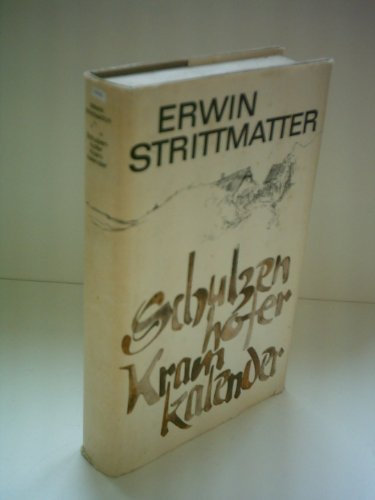 ERWIN
STRITTMATTER
Schulzen
hofer
Kram
kalender